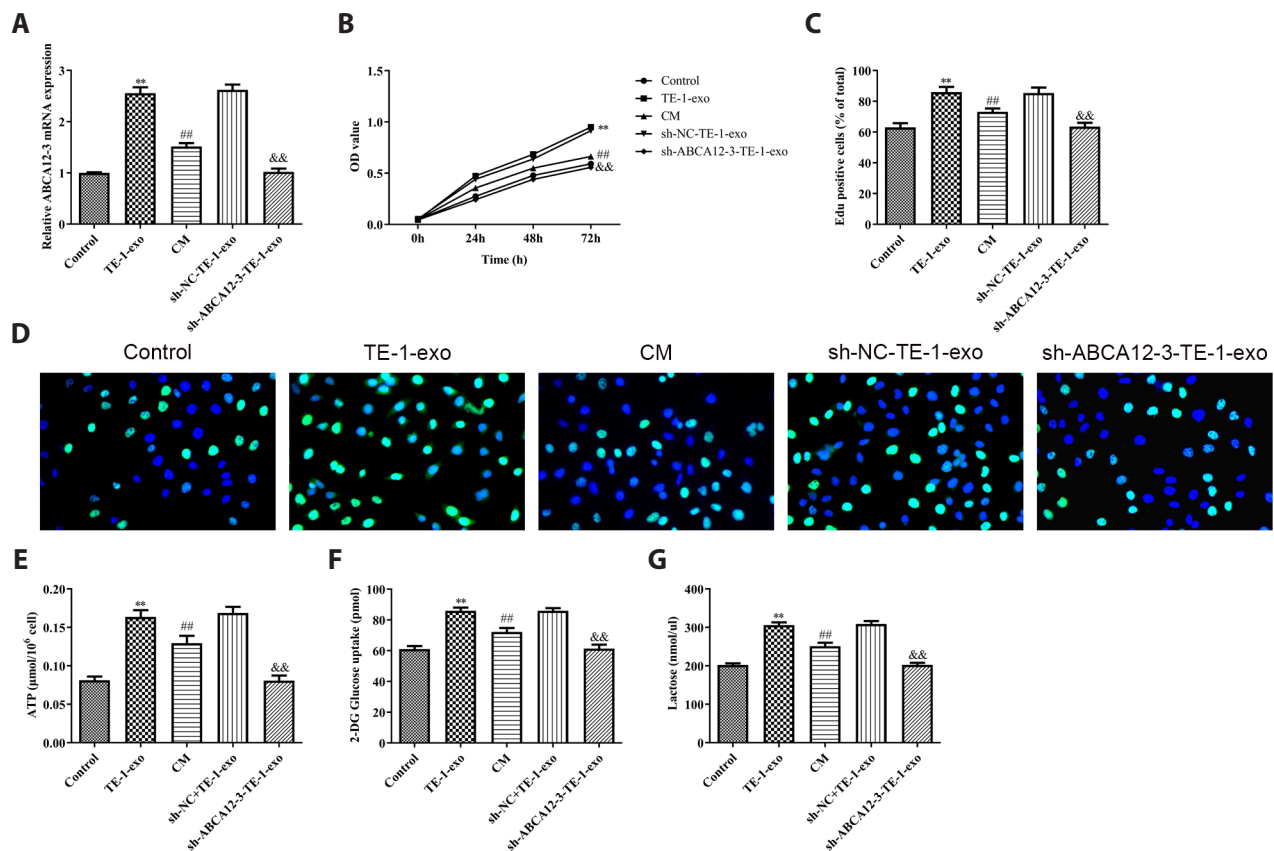 A
Relative ABCA12-3 mRNA expression
3
2
1
0
**
##
&&
Control
TE-1-exo
CM
sh-NC-TE-1-exo
sh-ABCA12-3-TE-1-exo
B
OD value
1.5
1.0
0.5
0.0
**
##
&&
0h 24h 48h 72h
Time (h)
Control
TE-1-exo
CM
sh-NC-TE-1-exo
sh-ABCA12-3-TE-1-exo
C
Edu positive cells (% of total)
100
80
60
40
20
0
**
##
&&
Control
TE-1-exo
CM
sh-NC-TE-1-exo
sh-ABCA12-3-TE-1-exo
D
Control TE-1-exo CM sh-NC-TE-1-exo sh-ABCA12-3-TE-1-exo
E
ATP (μmol/10⁶ cell)
0.20
0.15
0.10
0.05
0.00
**
##
&&
Control
TE-1-exo
CM
sh-NC+TE-1-exo
sh-ABCA12-3-TE-1-exo
F
2-DG Glucose uptake (pmol)
100
80
60
40
20
0
**
##
&&
Control
TE-1-exo
CM
sh-NC+TE-1-exo
sh-ABCA12-3-TE-1-exo
G
Lactose (nmol/ul)
400
300
200
100
0
**
##
&&
Control
TE-1-exo
CM
sh-NC+TE-1-exo
sh-ABCA12-3-TE-1-exo